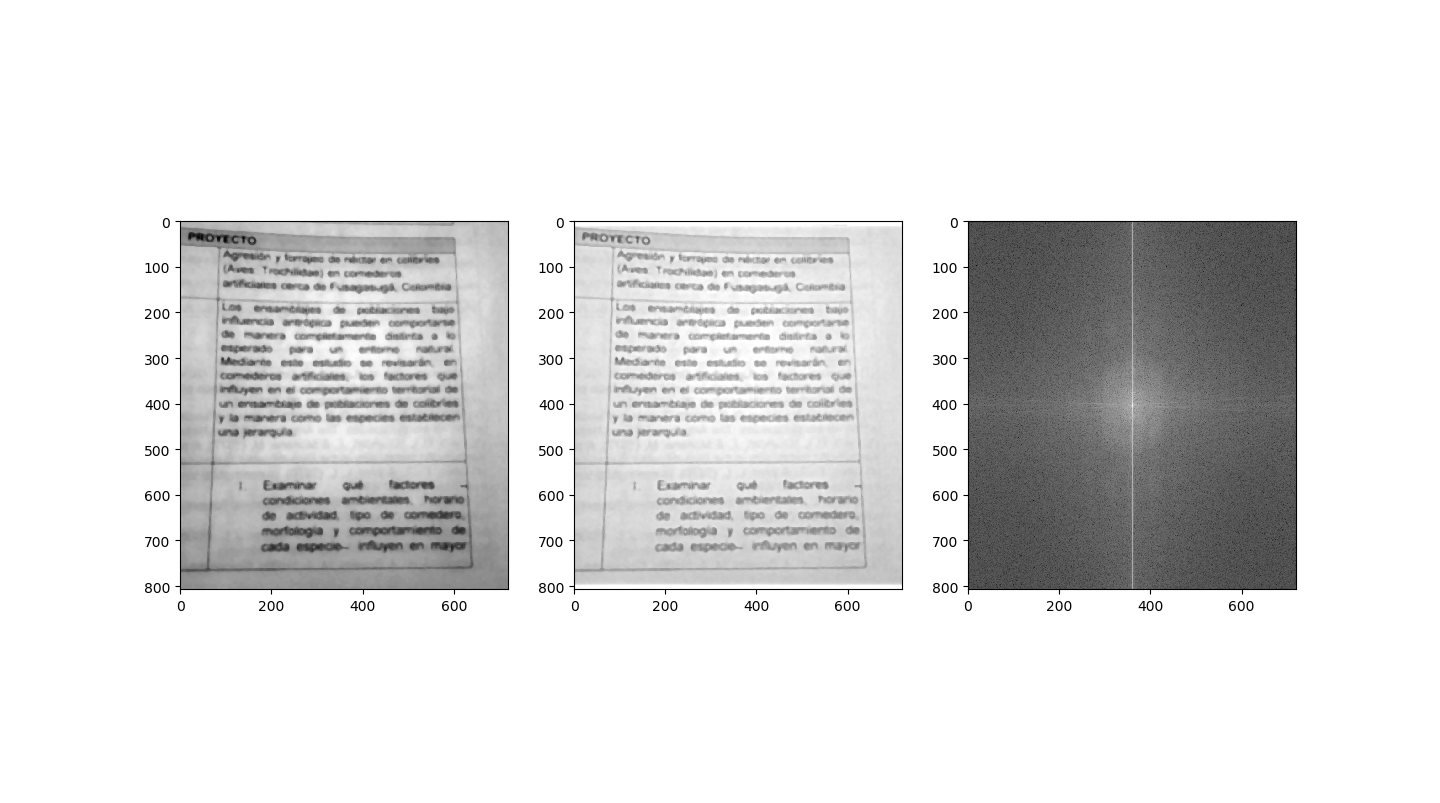 PROYECTO
Agresión y forrajeo de néctar en colibríes
(Aves Trochilidae) en comederos
artificiales cerca de Fusagasugá, Colombia
Los ensamblajes de poblaciones bajo
influencia antrópica pueden comportarse
de manera completamente distinta a lo
esperado para un entorno natural.
Mediante este estudio se revisarán, en
comederos artificiales, los factores que
influyen en el comportamiento territorial de
un ensamblaje de poblaciones de colibríes
y la manera como las especies establecen
una jerarquía.
1. Examinar qué factores –
condiciones ambientales, horario
de actividad, tipo de comedero,
morfología y comportamiento de
cada especie– influyen en mayor
PROYECTO
Agresión y forrajeo de néctar en colibríes
(Aves Trochilidae) en comederos
artificiales cerca de Fusagasugá, Colombia
Los ensamblajes de poblaciones bajo
influencia antrópica pueden comportarse
de manera completamente distinta a lo
esperado para un entorno natural.
Mediante este estudio se revisarán, en
comederos artificiales, los factores que
influyen en el comportamiento territorial de
un ensamblaje de poblaciones de colibríes
y la manera como las especies establecen
una jerarquía.
1. Examinar qué factores –
condiciones ambientales, horario
de actividad, tipo de comedero,
morfología y comportamiento de
cada especie– influyen en mayor
0 100 200 300 400 500 600 700 800
0 200 400 600
0 100 200 300 400 500 600 700 800
0 200 400 600
0 100 200 300 400 500 600 700 800
0 200 400 600